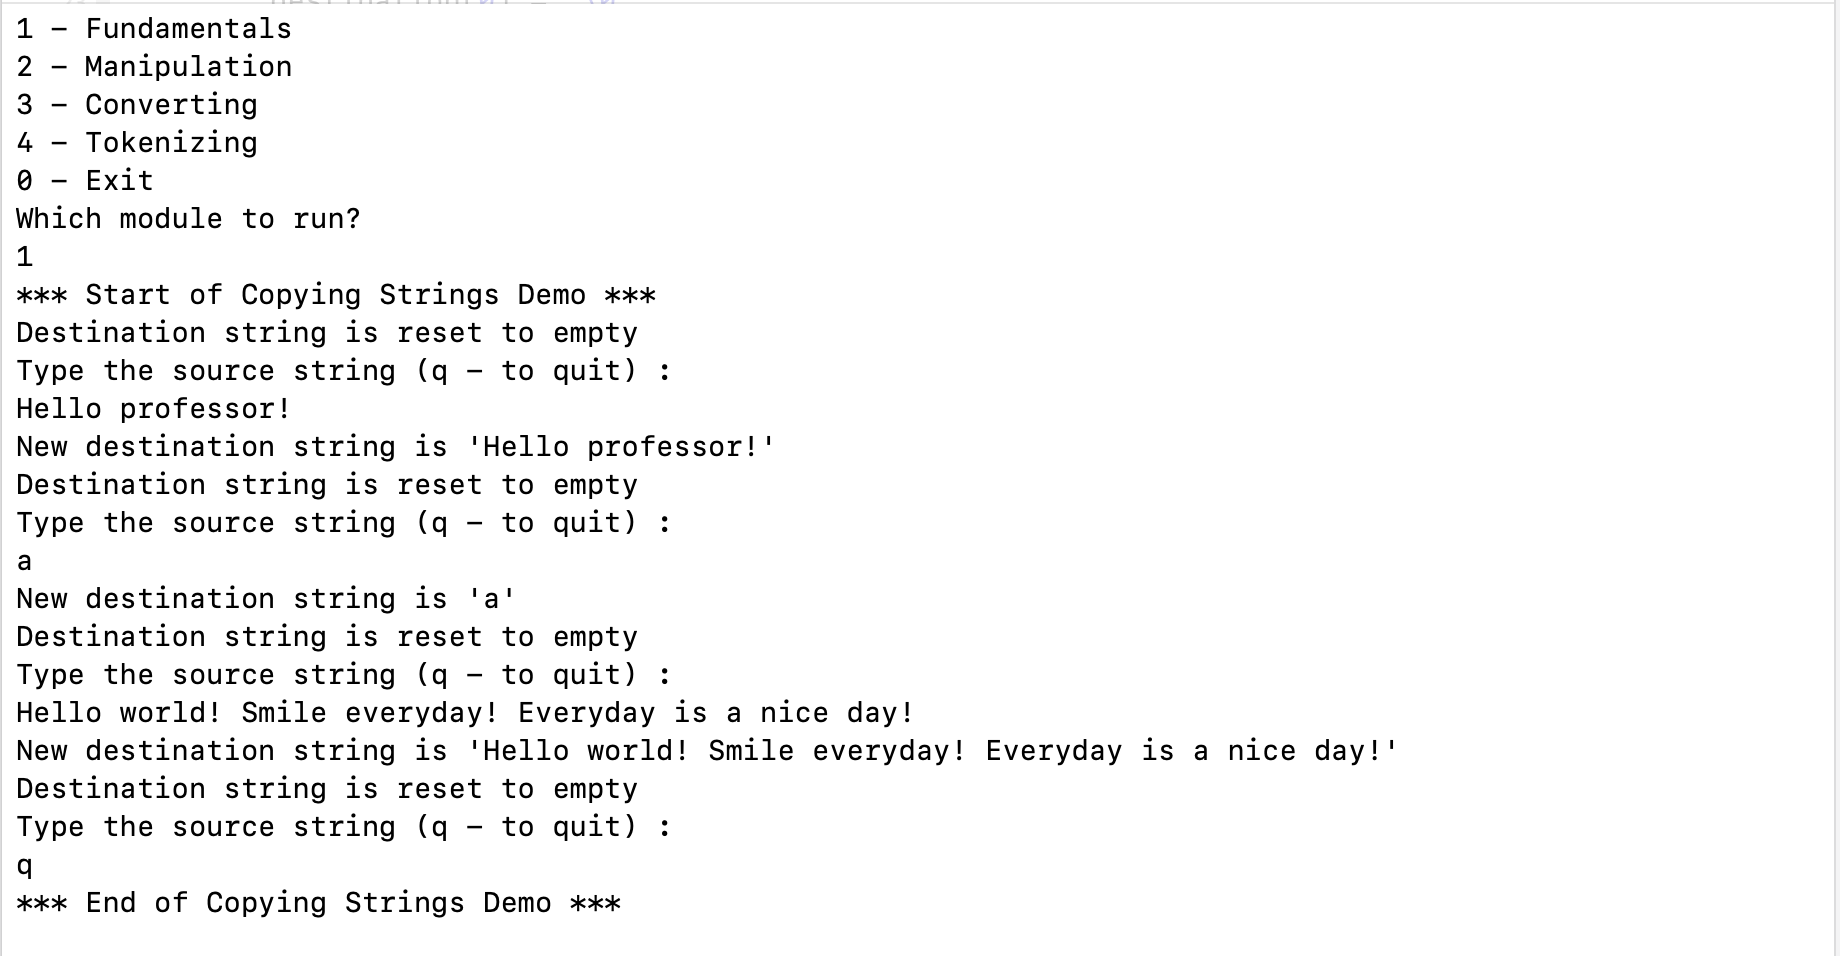 1 – Fundamentals
2 – Manipulation
3 – Converting
4 – Tokenizing
0 – Exit
Which module to run?
1
*** Start of Copying Strings Demo ***
Destination string is reset to empty
Type the source string (q – to quit) :
Hello professor!
New destination string is 'Hello professor!'
Destination string is reset to empty
Type the source string (q – to quit) :
a
New destination string is 'a'
Destination string is reset to empty
Type the source string (q – to quit) :
Hello world! Smile everyday! Everyday is a nice day!
New destination string is 'Hello world! Smile everyday! Everyday is a nice day!'
Destination string is reset to empty
Type the source string (q – to quit) :
q
*** End of Copying Strings Demo ***